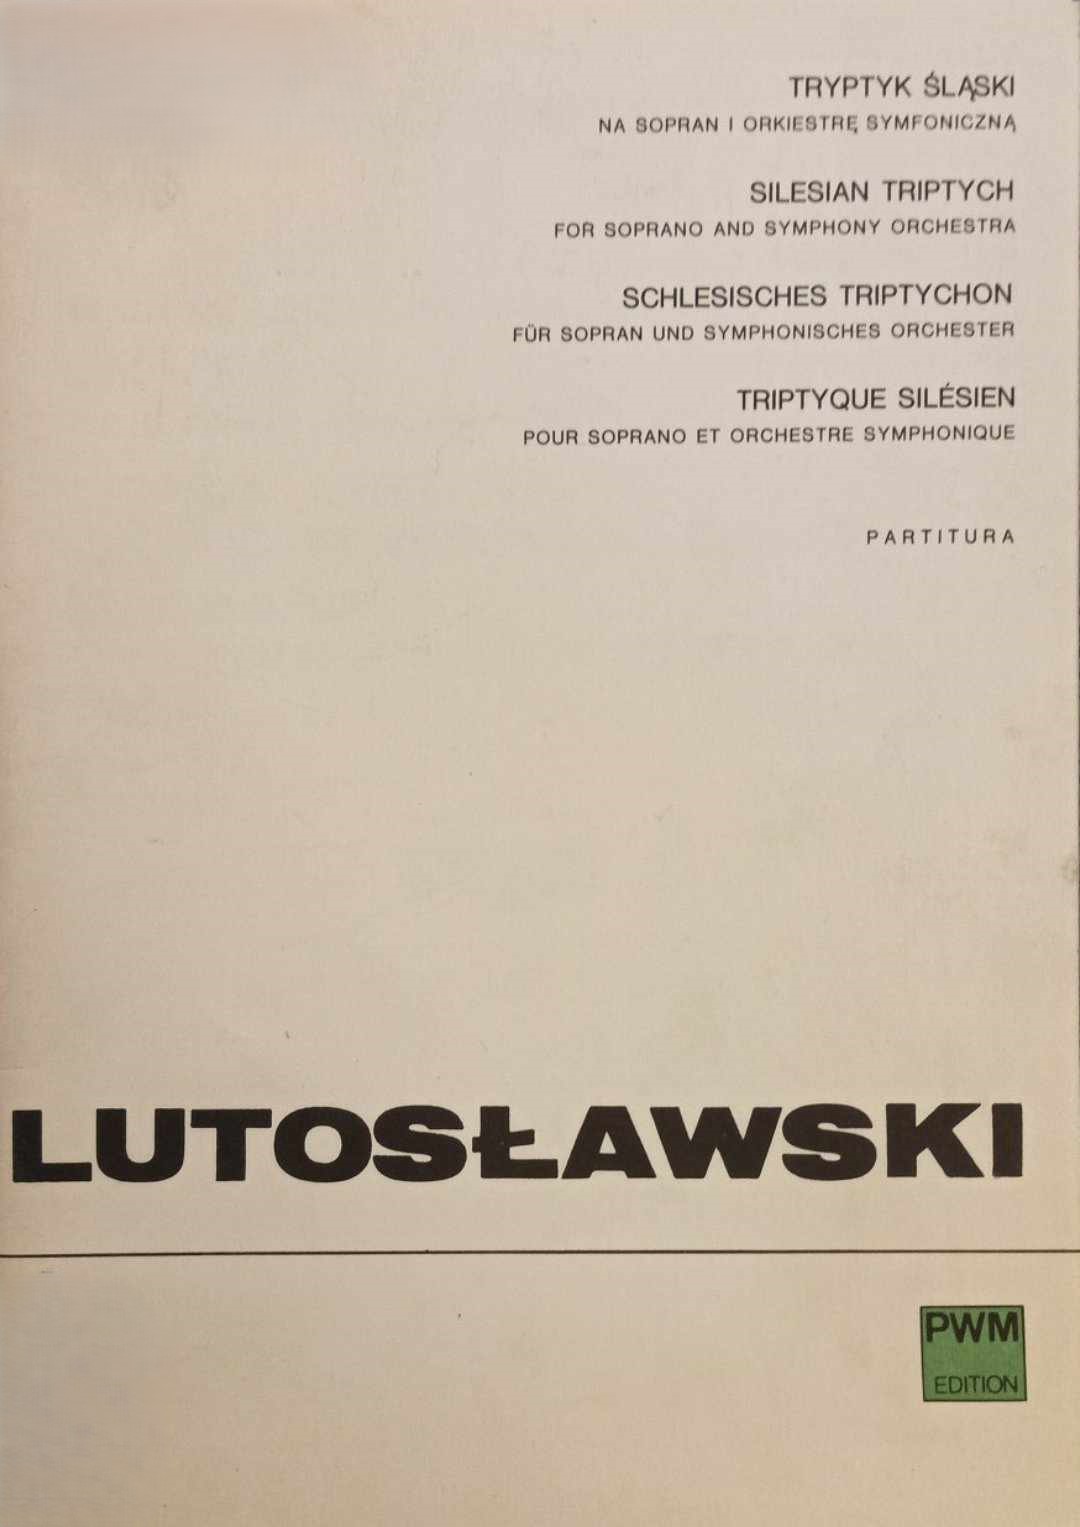 TRYPTYK ŚLĄSKI
NA SOPRAN I ORKIESTRĘ SYMFONICZNĄ
SILESIAN TRIPTYCH
FOR SOPRANO AND SYMPHONY ORCHESTRA
SCHLESISCHES TRIPTYCHON
FÜR SOPRAN UND SYMPHONISCHES ORCHESTER
TRIPTYQUE SILÉSIEN
POUR SOPRANO ET ORCHESTRE SYMPHONIQUE
PARTITURA
LUTOSŁAWSKI
PWM
EDITION